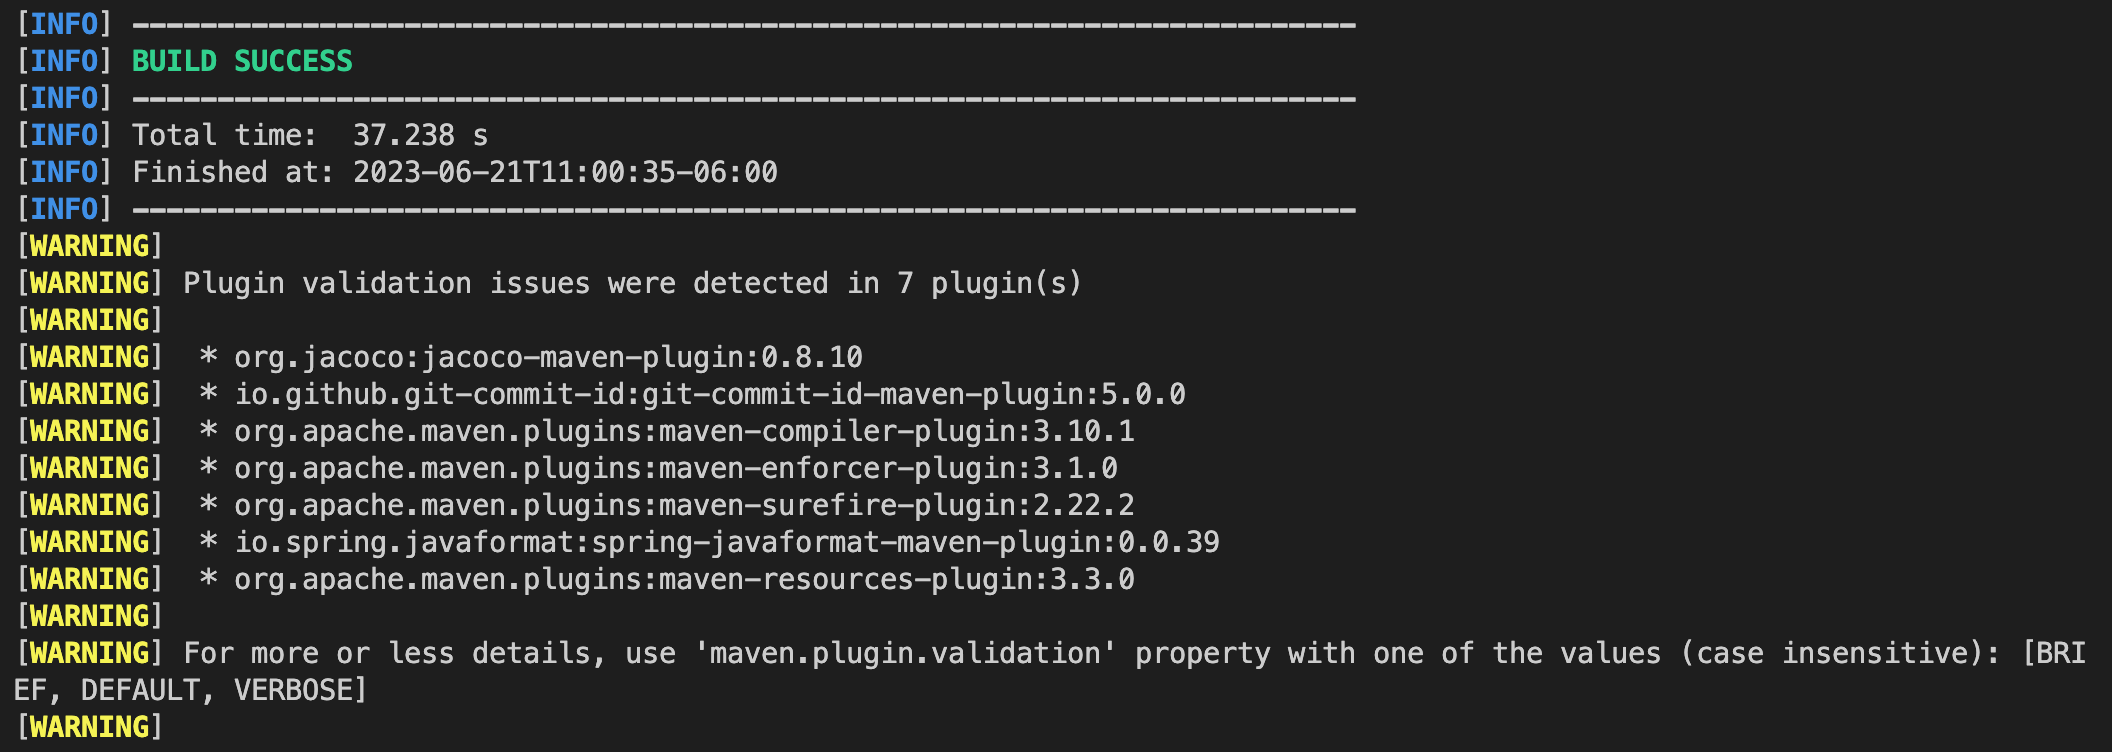 [INFO] ------------------------------------------------------------------------
[INFO] BUILD SUCCESS
[INFO] ------------------------------------------------------------------------
[INFO] Total time:  37.238 s
[INFO] Finished at: 2023-06-21T11:00:35-06:00
[INFO] ------------------------------------------------------------------------
[WARNING]
[WARNING] Plugin validation issues were detected in 7 plugin(s)
[WARNING]
[WARNING]  * org.jacoco:jacoco-maven-plugin:0.8.10
[WARNING]  * io.github.git-commit-id:git-commit-id-maven-plugin:5.0.0
[WARNING]  * org.apache.maven.plugins:maven-compiler-plugin:3.10.1
[WARNING]  * org.apache.maven.plugins:maven-enforcer-plugin:3.1.0
[WARNING]  * org.apache.maven.plugins:maven-surefire-plugin:2.22.2
[WARNING]  * io.spring.javaformat:spring-javaformat-maven-plugin:0.0.39
[WARNING]  * org.apache.maven.plugins:maven-resources-plugin:3.3.0
[WARNING]
[WARNING] For more or less details, use 'maven.plugin.validation' property with one of the values (case insensitive): [BRI
EF, DEFAULT, VERBOSE]
[WARNING]